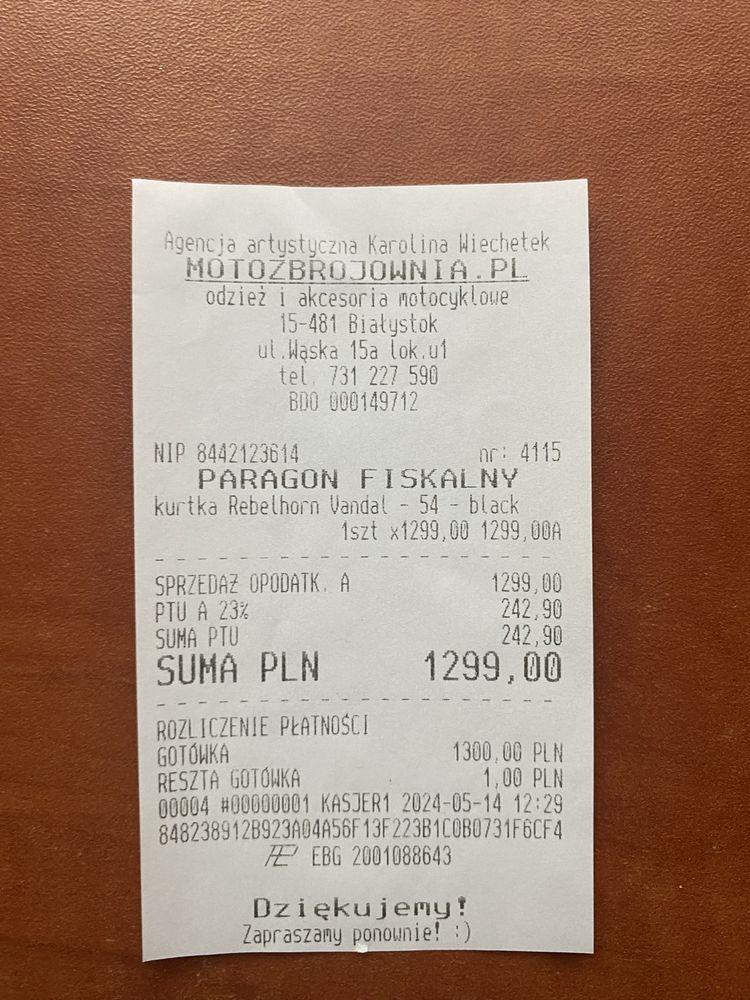 Agencja artystyczna Karolina Wiechetek
MOTOZBROJOWNIA.PL
odzież i akcesoria motocyklowe
15-481 Białystok
ul.Wąska 15a lok.u1
tel. 731 227 590
BDO 000149712
NIP 8442123614 nr: 4115
PARAGON FISKALNY
kurtka Rebelhorn Vandal - 54 - black
1szt x1299,00 1299,00A
SPRZEDAŻ OPODATK. A 1299,00
PTU A 23% 242,90
SUMA PTU 242,90
SUMA PLN 1299,00
ROZLICZENIE PŁATNOŚCI
GOTÓWKA 1300,00 PLN
RESZTA GOTÓWKA 1,00 PLN
00004 #00000001 KASJER1 2024-05-14 12:29
848238912B923A04A56F13F223B1C0B0731F6CF4
EBG 2001088643
Dziękujemy!
Zapraszamy ponownie! :)